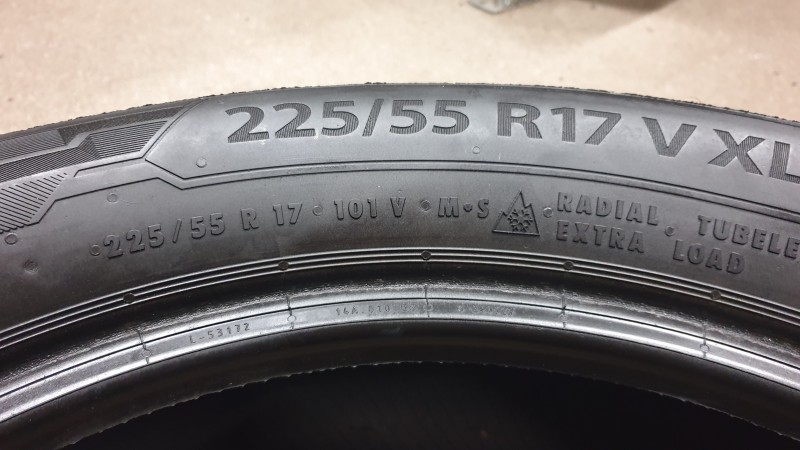 225/55 R17 V XL
225/55 R 17 101 V M•S RADIAL TUBELE
EXTRA LOAD
L-53172